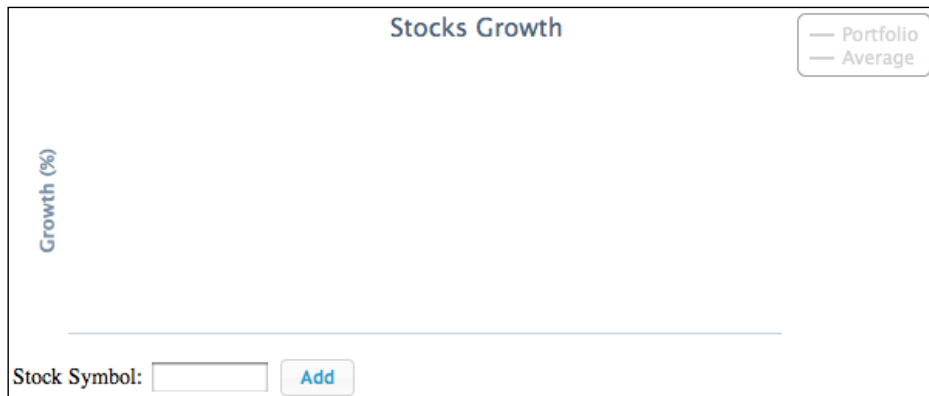 Stocks Growth
Portfolio
Average
Growth (%)
Stock Symbol:
Add